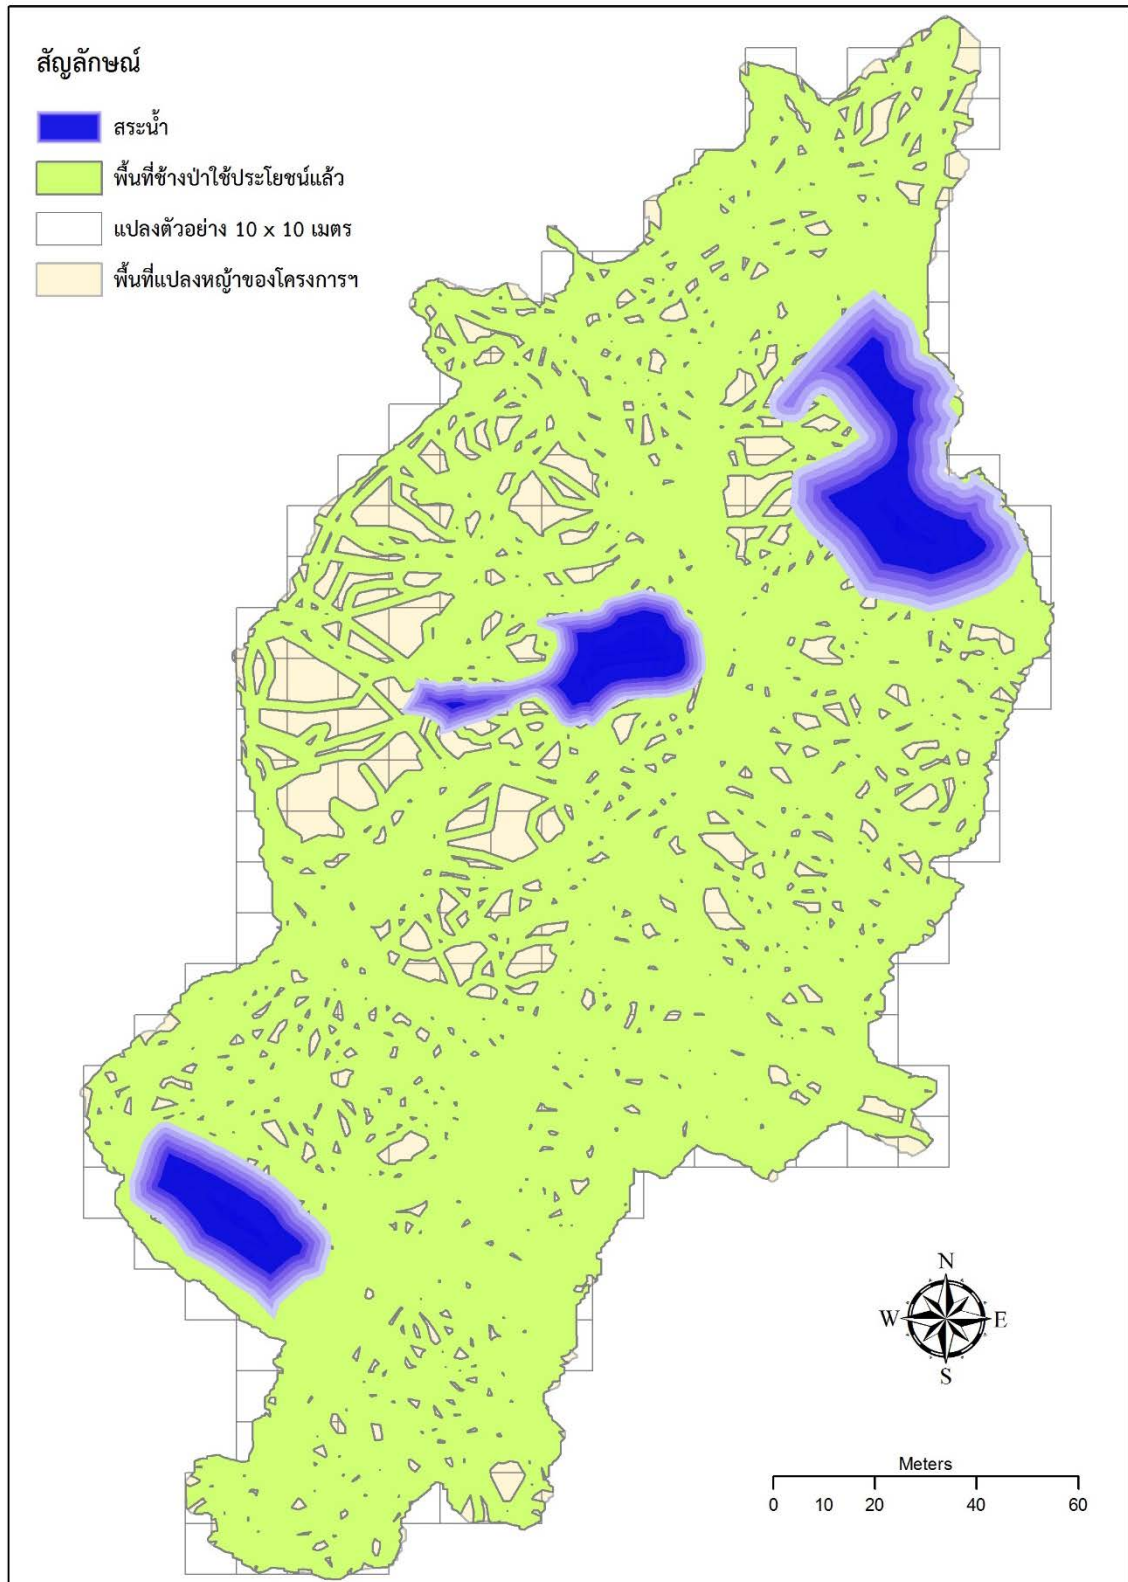 สัญลักษณ์
สระน้ำ
พื้นที่ช้างป่าใช้ประโยชน์แล้ว
แปลงตัวอย่าง 10 x 10 เมตร
พื้นที่แปลงหญ้าของโครงการฯ
N
W E
S
Meters
0 10 20 40 60